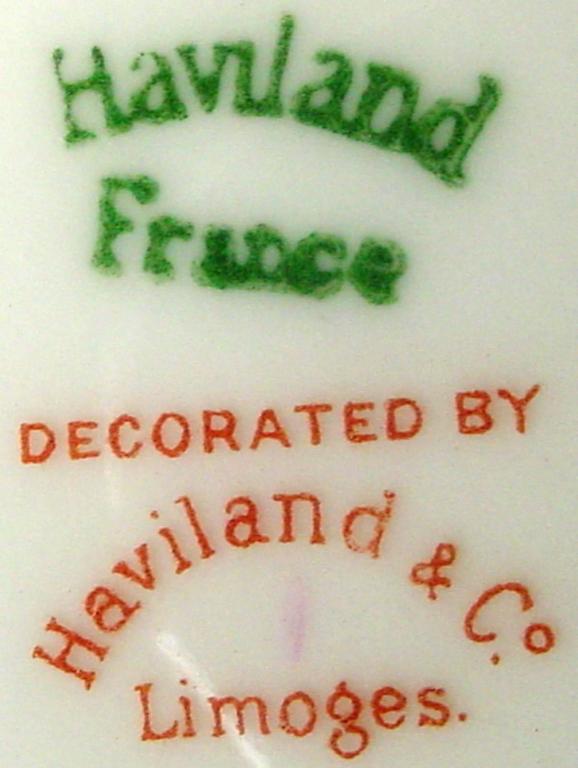 Haviland
France
DECORATED BY
Haviland & Co.
Limoges.